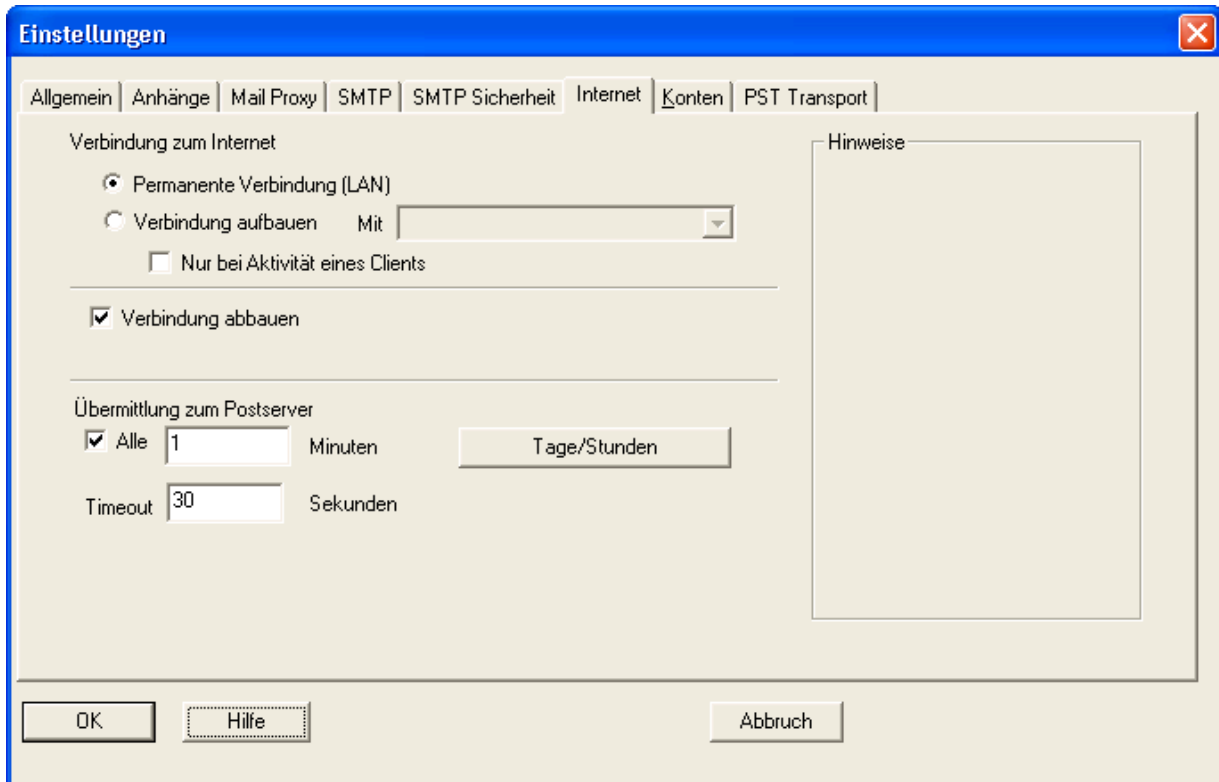 Einstellungen
Allgemein Anhänge Mail Proxy SMTP SMTP Sicherheit Internet Konten PST Transport
Verbindung zum Internet
Permanente Verbindung (LAN)
Verbindung aufbauen Mit
Nur bei Aktivität eines Clients
Verbindung abbauen
Übermittlung zum Postserver
Alle 1 Minuten Tage/Stunden
Timeout 30 Sekunden
Hinweise
OK Hilfe Abbruch